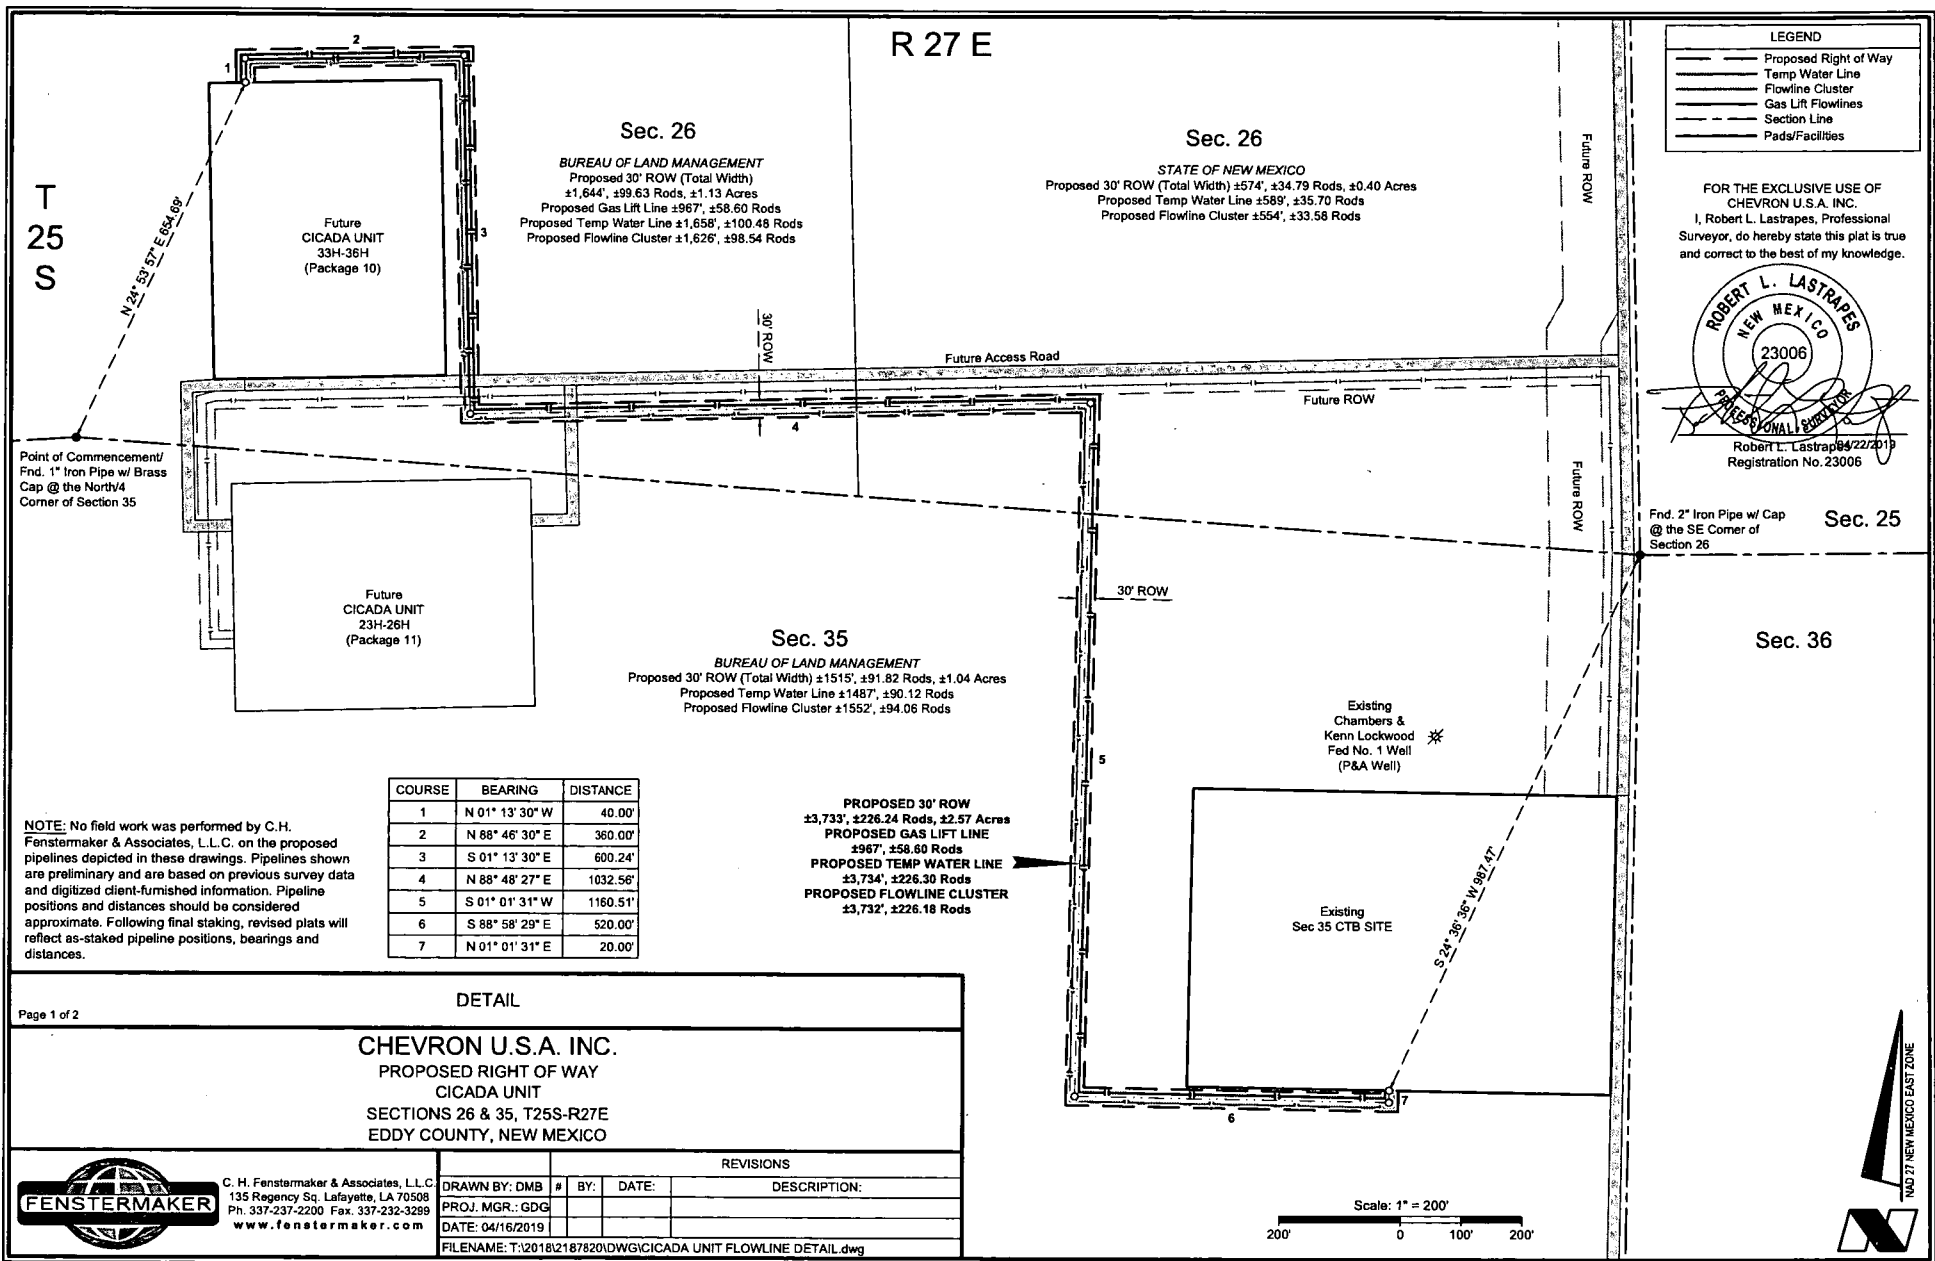 R 27 E
T
25
S
1
2
3
N 24° 53' 57" E 654.69'
Future
CICADA UNIT
33H-36H
(Package 10)
Sec. 26
BUREAU OF LAND MANAGEMENT
Proposed 30' ROW (Total Width)
±1,644', ±99.63 Rods, ±1.13 Acres
Proposed Gas Lift Line ±967', ±58.60 Rods
Proposed Temp Water Line ±1,658', ±100.48 Rods
Proposed Flowline Cluster ±1,626', ±98.54 Rods
Sec. 26
STATE OF NEW MEXICO
Proposed 30' ROW (Total Width) ±574', ±34.79 Rods, ±0.40 Acres
Proposed Temp Water Line ±589', ±35.70 Rods
Proposed Flowline Cluster ±554', ±33.58 Rods
Future ROW
LEGEND
Proposed Right of Way
Temp Water Line
Flowline Cluster
Gas Lift Flowlines
Section Line
Pads/Facilities
FOR THE EXCLUSIVE USE OF
CHEVRON U.S.A. INC.
I, Robert L. Lastrapes, Professional
Surveyor, do hereby state this plat is true
and correct to the best of my knowledge.
ROBERT L. LASTRAPES
NEW MEXICO
23006
PROFESSIONAL SURVEYOR
Robert L. Lastrapes 04/22/2019
Registration No. 23006
30' ROW
Future Access Road
Future ROW
4
Future ROW
Point of Commencement/
Fnd. 1" Iron Pipe w/ Brass
Cap @ the North/4
Corner of Section 35
Fnd. 2" Iron Pipe w/ Cap
@ the SE Corner of
Section 26
Sec. 25
Sec. 36
Future
CICADA UNIT
23H-26H
(Package 11)
30' ROW
Sec. 35
BUREAU OF LAND MANAGEMENT
Proposed 30' ROW (Total Width) ±1515', ±91.82 Rods, ±1.04 Acres
Proposed Temp Water Line ±1487', ±90.12 Rods
Proposed Flowline Cluster ±1552', ±94.06 Rods
Existing
Chambers &
Kenn Lockwood
Fed No. 1 Well
(P&A Well)
5
PROPOSED 30' ROW
±3,733', ±226.24 Rods, ±2.57 Acres
PROPOSED GAS LIFT LINE
±967', ±58.60 Rods
PROPOSED TEMP WATER LINE
±3,734', ±226.30 Rods
PROPOSED FLOWLINE CLUSTER
±3,732', ±226.18 Rods
Existing
Sec 35 CTB SITE
S 24° 36' 36" W 987.47'
6
7
COURSE BEARING DISTANCE
1 N 01° 13' 30" W 40.00'
2 N 88° 46' 30" E 360.00'
3 S 01° 13' 30" E 600.24'
4 N 88° 48' 27" E 1032.56'
5 S 01° 01' 31" W 1160.51'
6 S 88° 58' 29" E 520.00'
7 N 01° 01' 31" E 20.00'
NOTE: No field work was performed by C.H.
Fenstermaker & Associates, L.L.C. on the proposed
pipelines depicted in these drawings. Pipelines shown
are preliminary and are based on previous survey data
and digitized client-furnished information. Pipeline
positions and distances should be considered
approximate. Following final staking, revised plats will
reflect as-staked pipeline positions, bearings and
distances.
DETAIL
Page 1 of 2
CHEVRON U.S.A. INC.
PROPOSED RIGHT OF WAY
CICADA UNIT
SECTIONS 26 & 35, T25S-R27E
EDDY COUNTY, NEW MEXICO
FENSTERMAKER
C. H. Fenstermaker & Associates, L.L.C.
135 Regency Sq. Lafayette, LA 70508
Ph. 337-237-2200 Fax. 337-232-3299
www.fenstermaker.com
REVISIONS
DRAWN BY: DMB # BY: DATE: DESCRIPTION:
PROJ. MGR.: GDG
DATE: 04/16/2019
FILENAME: T:\2018\2187820\DWG\CICADA UNIT FLOWLINE DETAIL.dwg
Scale: 1" = 200'
200' 0 100' 200'
NAD 27 NEW MEXICO EAST ZONE
N